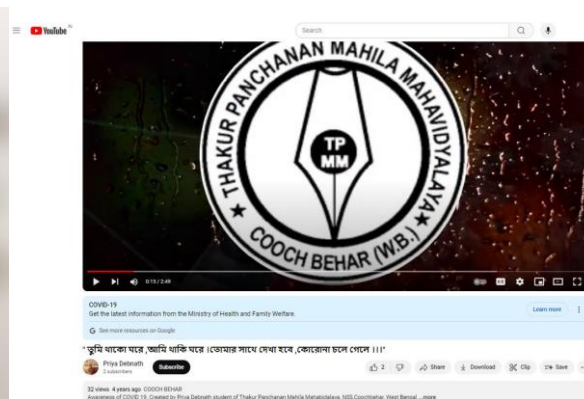 YouTube IN
Search
THAKUR PANCHANAN MAHILA MAHAVIDYALAYA
TP
MM
COOCH BEHAR (W.B.)
0:13 / 2:49
COVID-19
Get the latest information from the Ministry of Health and Family Welfare.
Learn more
See more resources on Google
" তুমি থাকো ঘরে ,আমি থাকি ঘরে ।তোমার সাথে দেখা হবে ,কোরোনা চলে গেলে ।।।"
Priya Debnath
2 subscribers
Subscribe
2
Share
Download
Clip
Save
32 views 4 years ago COOCH BEHAR
Awareness of COVID 19. Created by Priya Debnath student of Thakur Panchanan Mahila Mahabidalaya. NSS,Coochbehar, West Bengal ...more